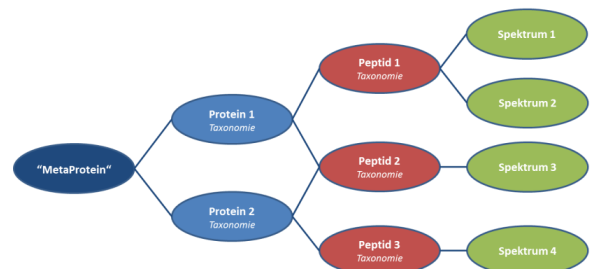 "MetaProtein"
Protein 1
Taxonomie
Protein 2
Taxonomie
Peptid 1
Taxonomie
Peptid 2
Taxonomie
Peptid 3
Taxonomie
Spektrum 1
Spektrum 2
Spektrum 3
Spektrum 4